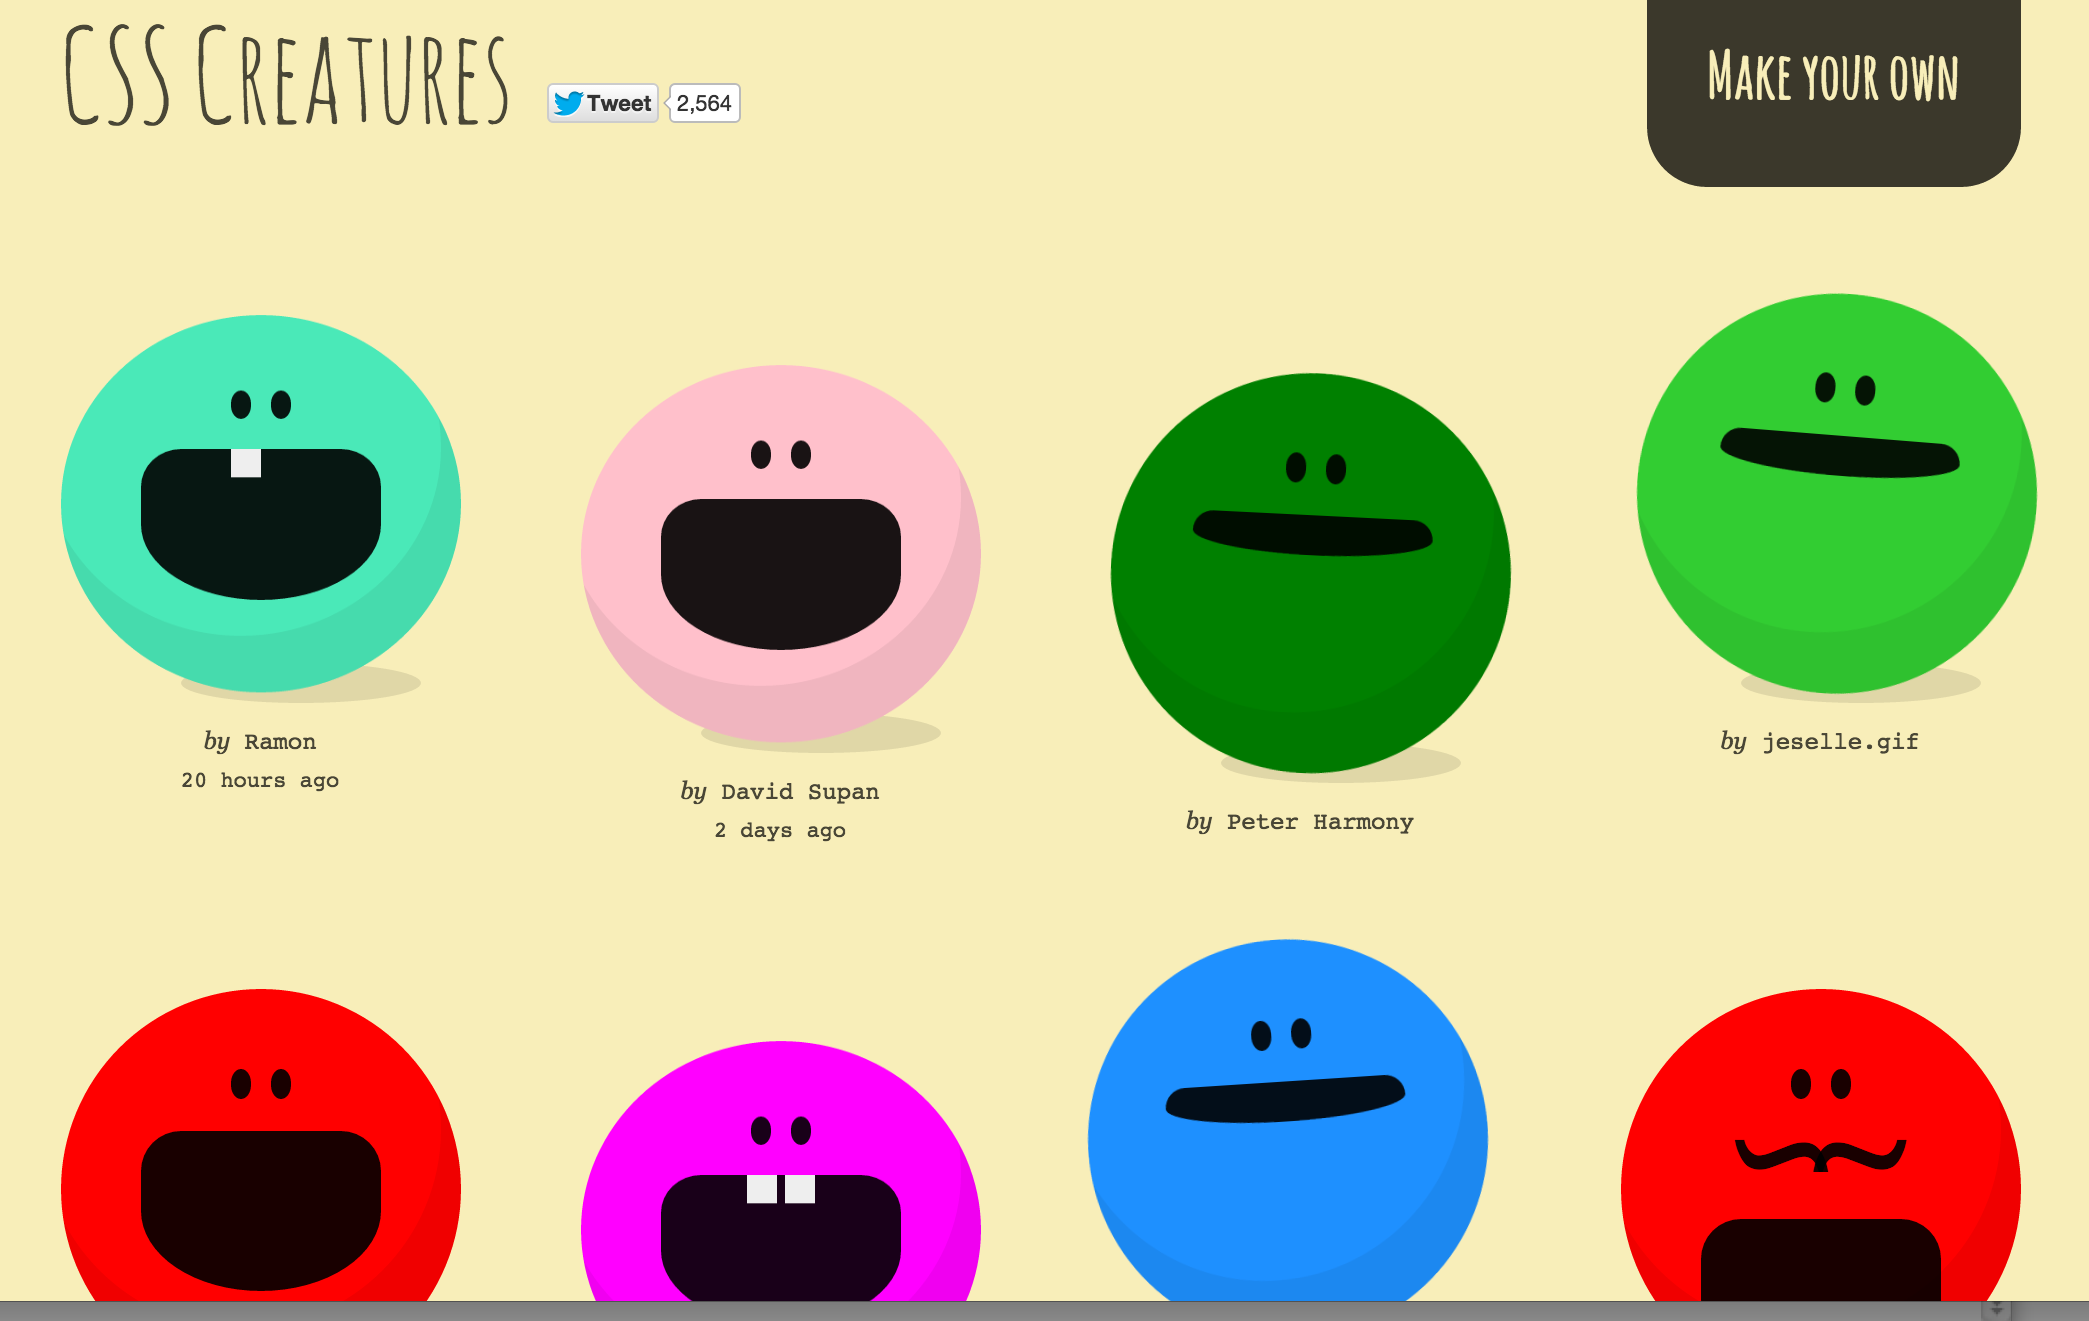 CSS Creatures
Tweet
2,564
Make your own
by Ramon
20 hours ago
by David Supan
2 days ago
by Peter Harmony
by jeselle.gif